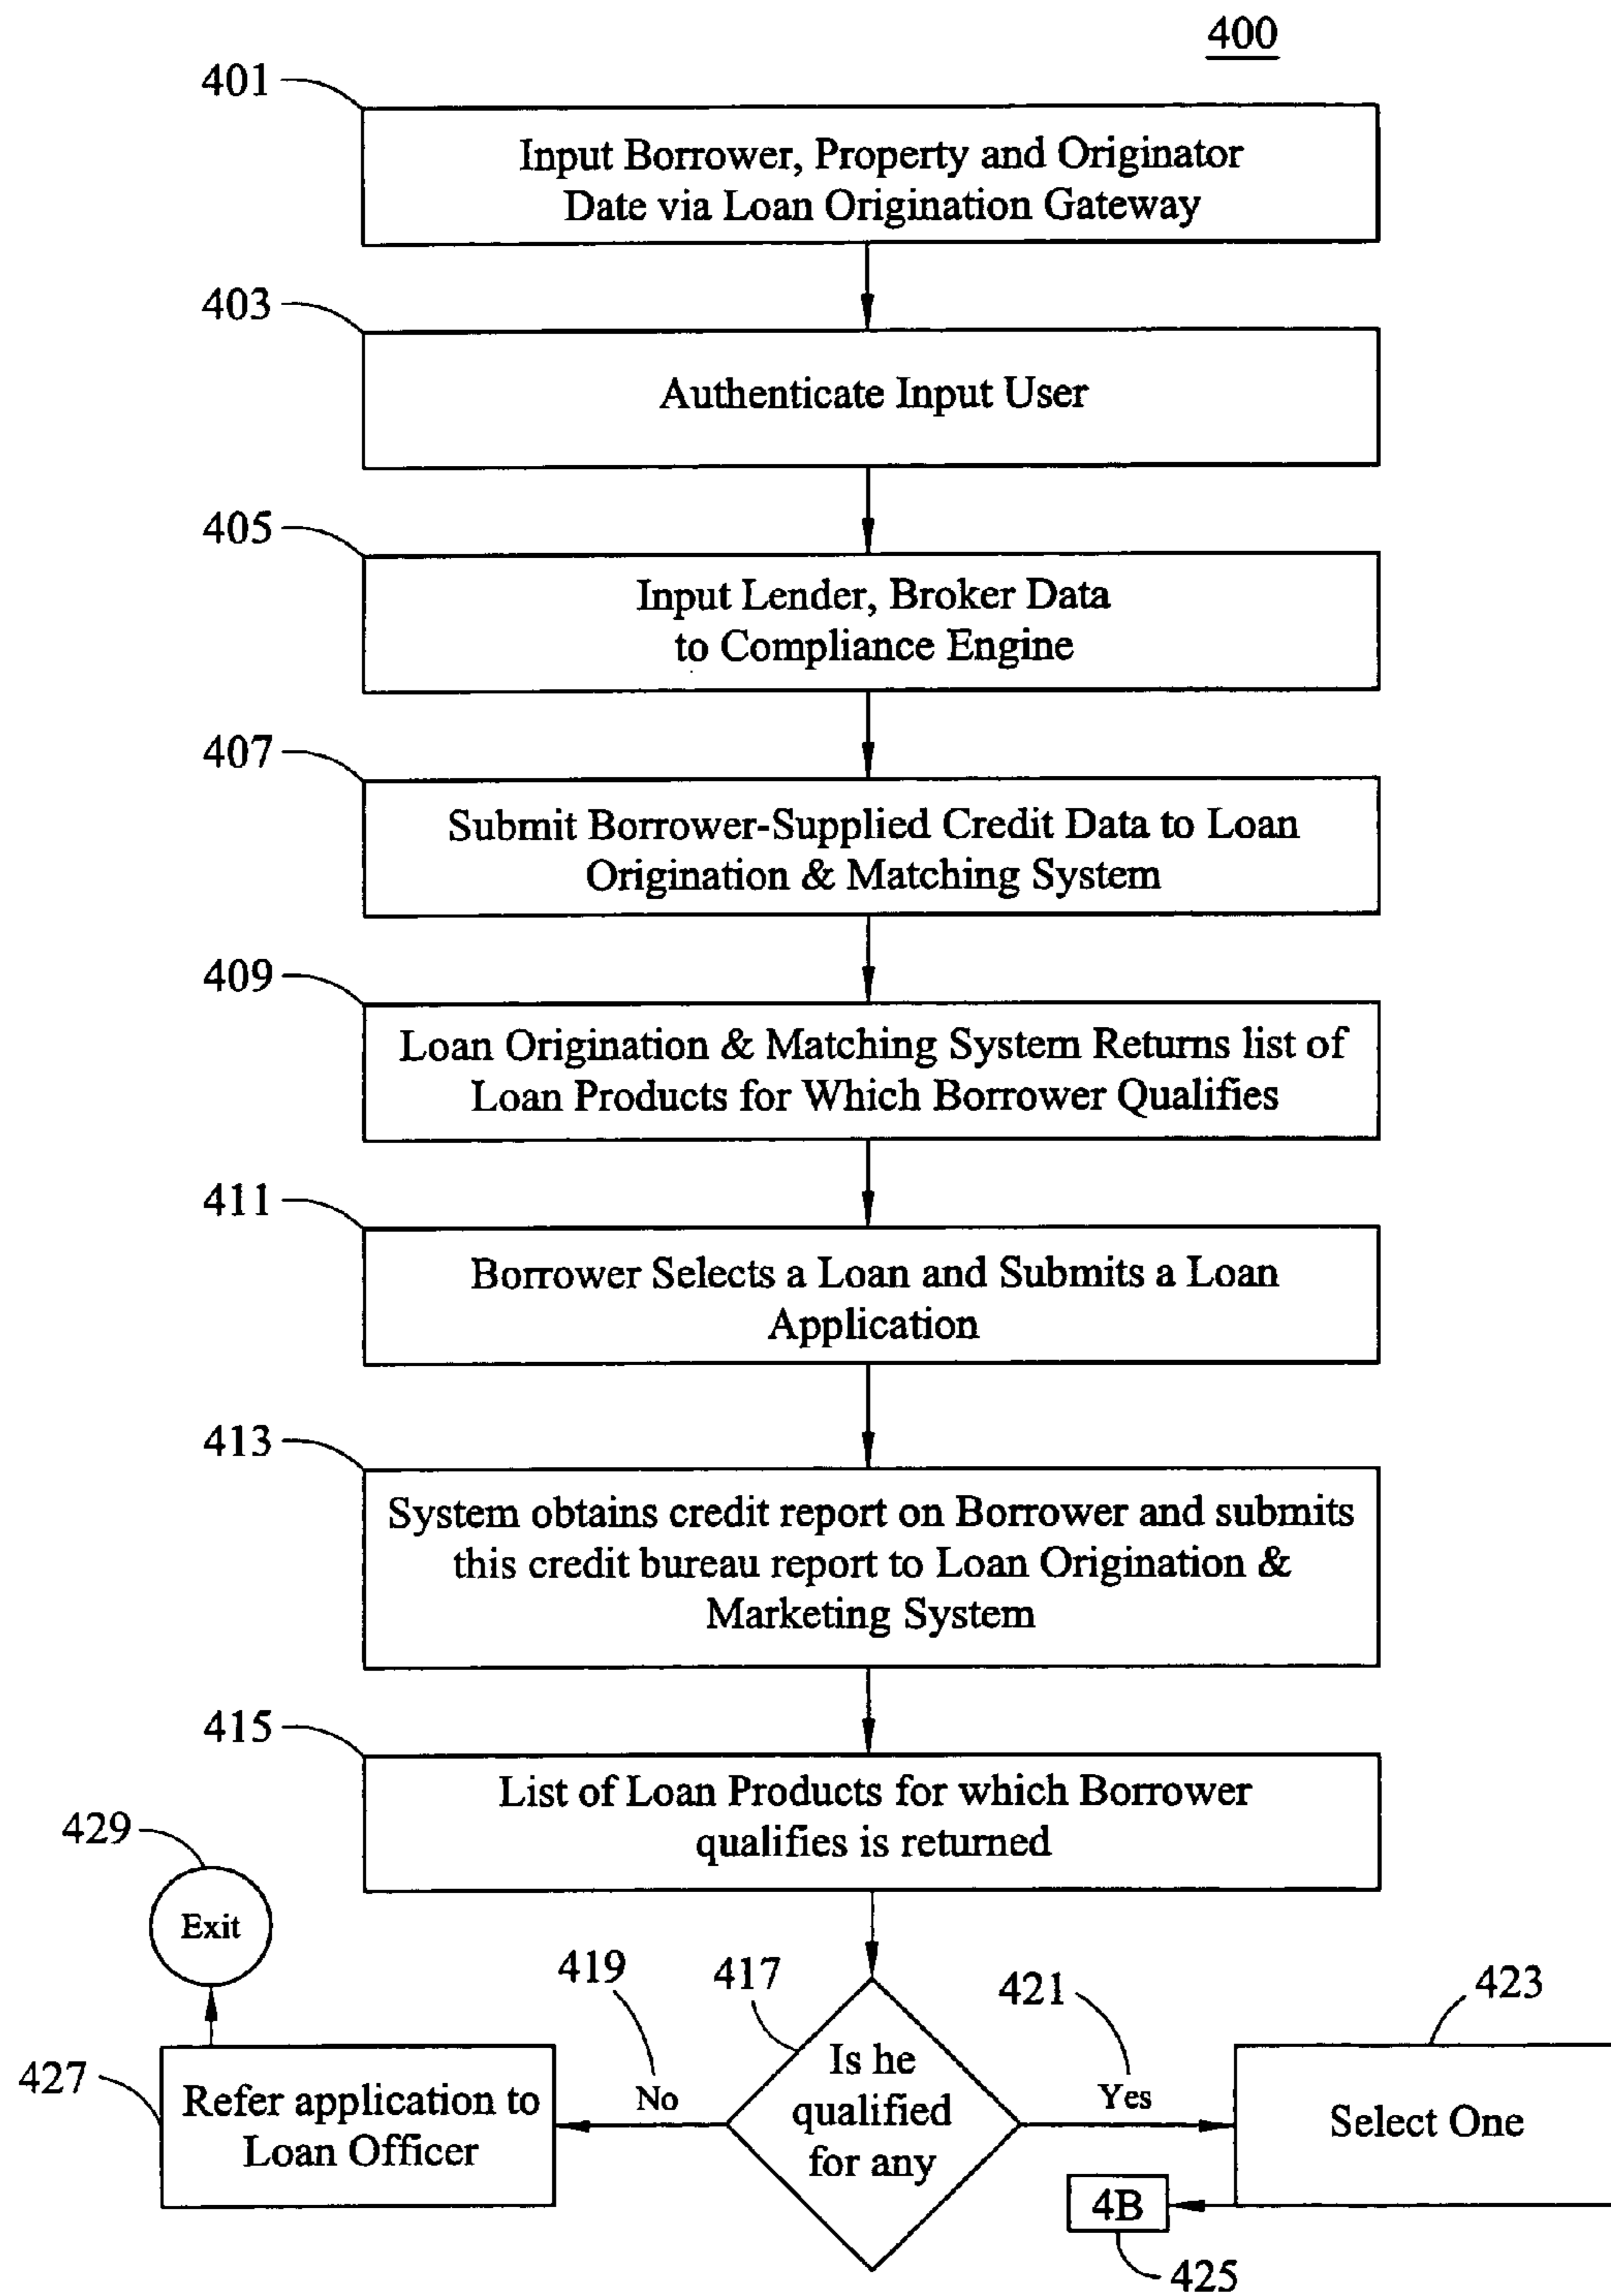 400
401
Input Borrower, Property and Originator
Date via Loan Origination Gateway
403
Authenticate Input User
405
Input Lender, Broker Data
to Compliance Engine
407
Submit Borrower-Supplied Credit Data to Loan
Origination & Matching System
409
Loan Origination & Matching System Returns list of
Loan Products for Which Borrower Qualifies
411
Borrower Selects a Loan and Submits a Loan
Application
413
System obtains credit report on Borrower and submits
this credit bureau report to Loan Origination &
Marketing System
415
List of Loan Products for which Borrower
qualifies is returned
429
Exit
419
417
421
423
427
Refer application to
Loan Officer
No
Is he
qualified
for any
Yes
Select One
4B
425